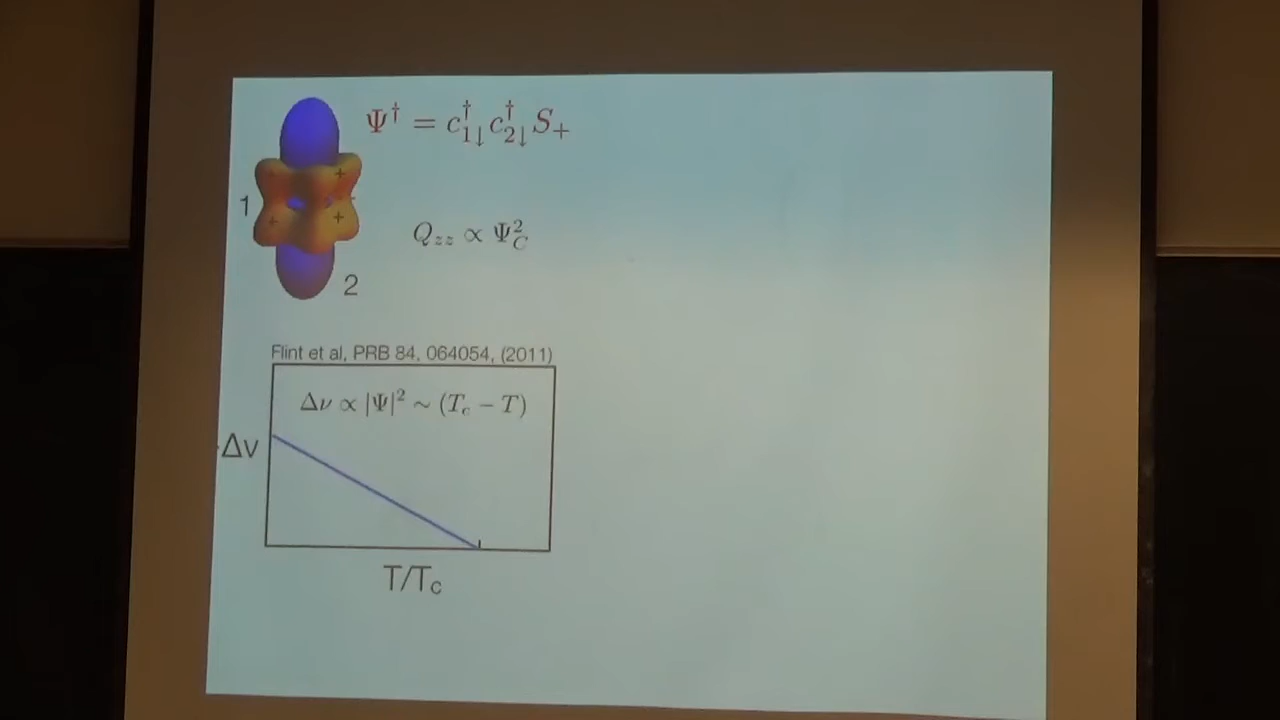 Ψ† = c†1↓ c†2↓ S+
1
Qzz ∝ Ψ²C
2
Flint et al, PRB 84, 064054, (2011)
Δν ∝ |Ψ|² ~ (Tc − T)
Δν
T/Tc